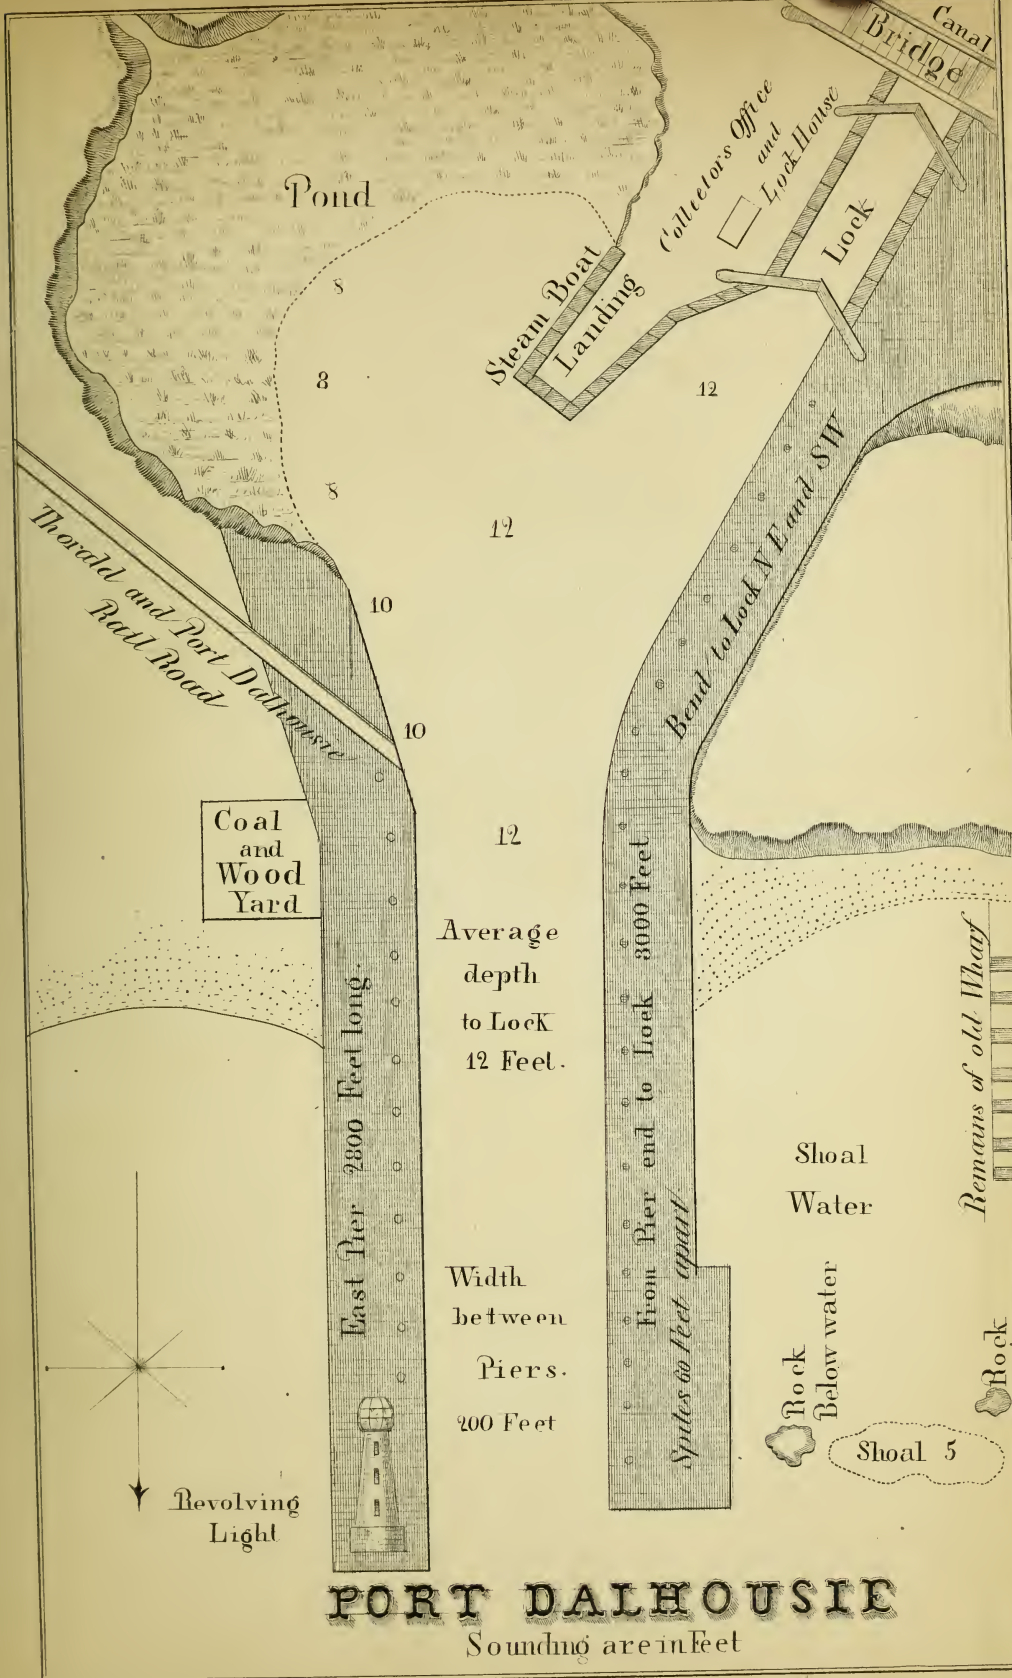 Canal
Bridge
Collectors Office
and
Lock House
Lock
Pond
Steam Boat
Landing
8
8
8
12
12
10
10
12
Thorald and Port Dalhousie
Rail Road
Bend to Lock N E and SW
Coal
and
Wood
Yard
Average
depth
to Lock
12 Feet.
East Pier 2800 Feet long.
From Pier end to Lock 3000 Feet
Spiles 60 Feet apart
Remains of old Wharf
Shoal
Water
Width
between
Piers.
200 Feet
Rock
Below water
Rock
Shoal 5
Revolving
Light
PORT DALHOUSIE
Sounding are in Feet